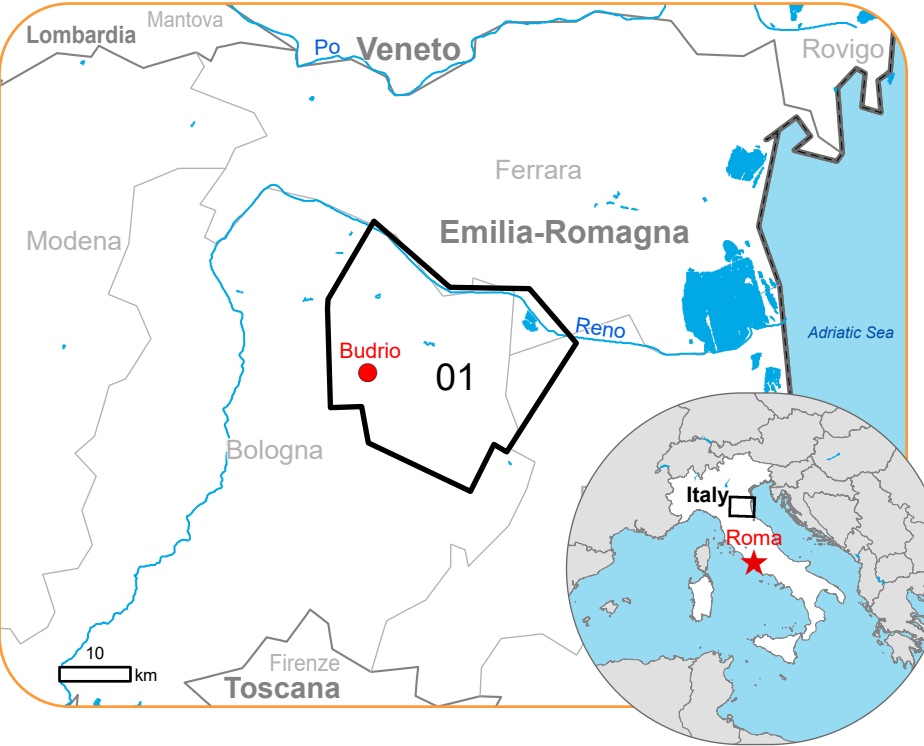 Mantova
Lombardia
Po
Veneto
Rovigo
Ferrara
Modena
Emilia-Romagna
Reno
Adriatic Sea
Budrio
01
Bologna
Italy
Roma
10
km
Firenze
Toscana